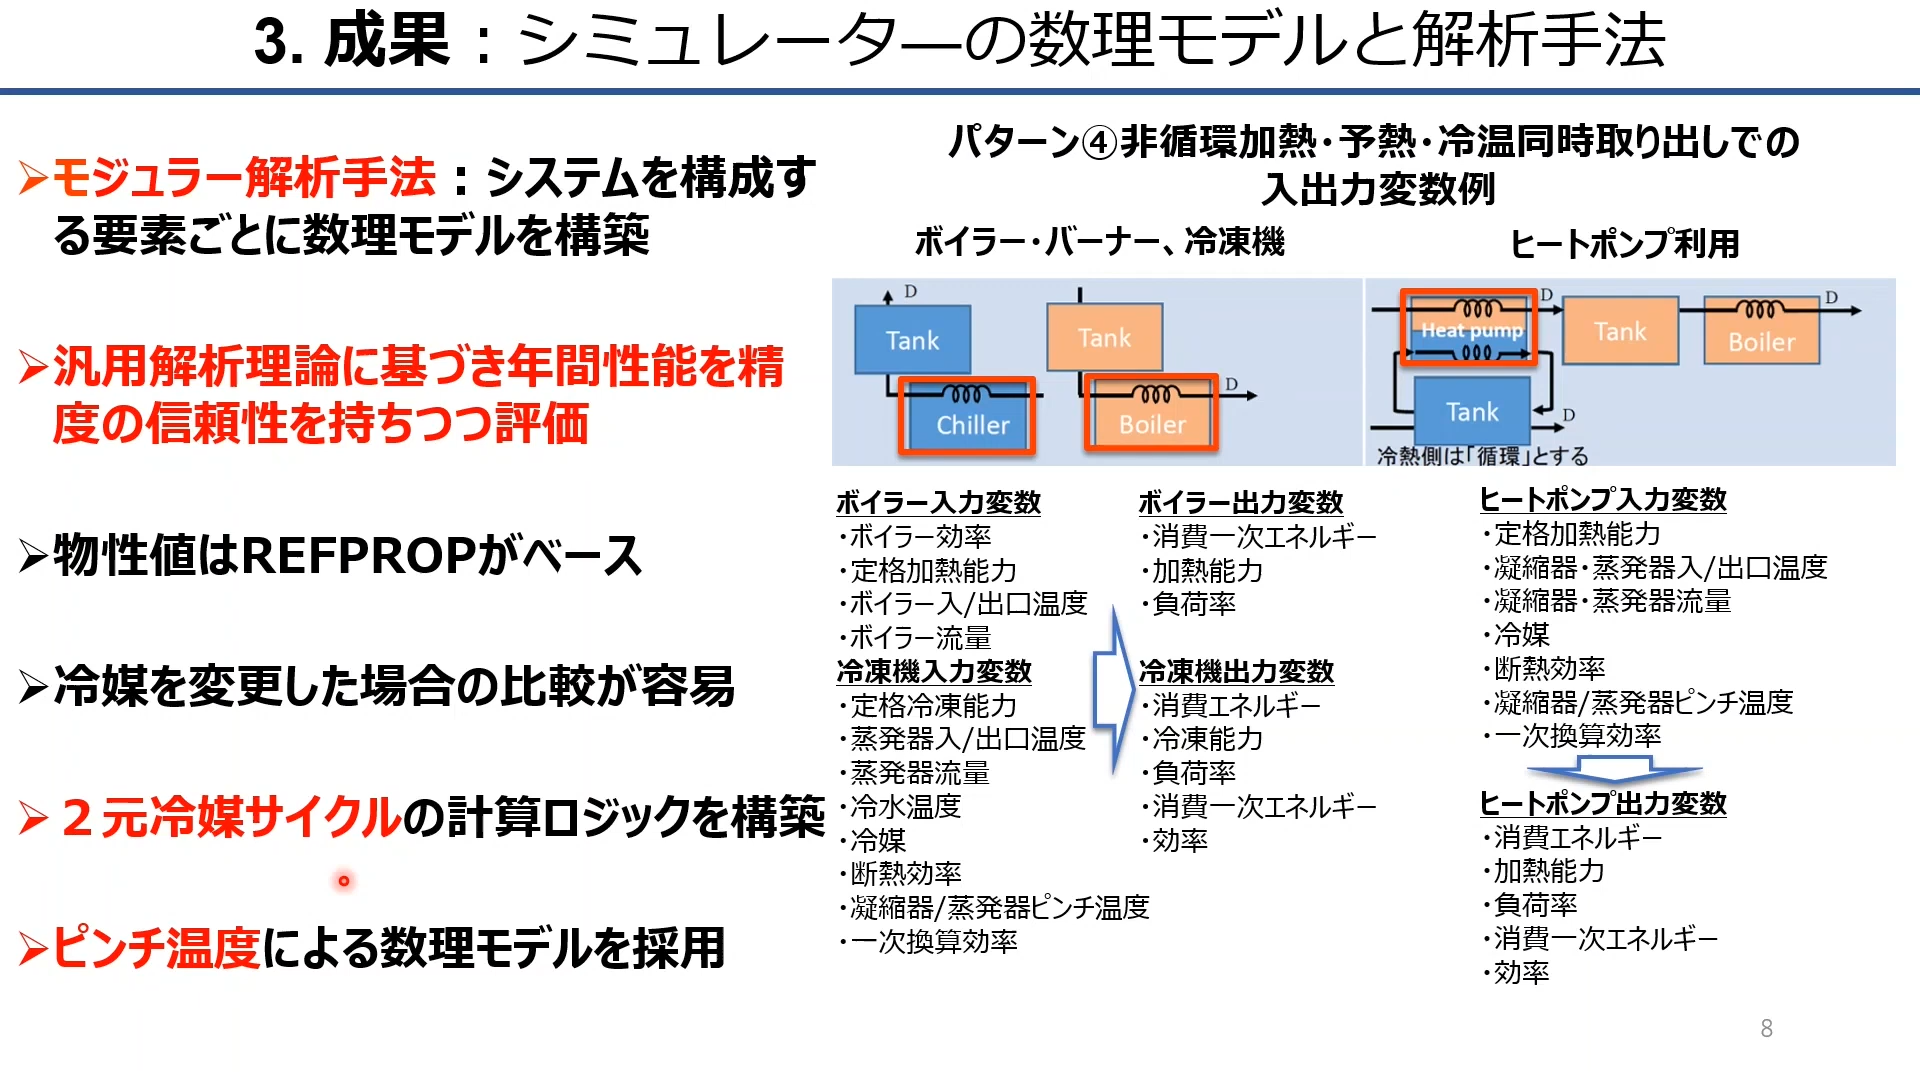 3. 成果：シミュレーターの数理モデルと解析手法
➢モジュラー解析手法：システムを構成す
る要素ごとに数理モデルを構築
➢汎用解析理論に基づき年間性能を精
度の信頼性を持ちつつ評価
➢物性値はREFPROPがベース
➢冷媒を変更した場合の比較が容易
➢２元冷媒サイクルの計算ロジックを構築
➢ピンチ温度による数理モデルを採用
パターン④非循環加熱・予熱・冷温同時取り出しでの
入出力変数例
ボイラー・バーナー、冷凍機
D
Tank
Chiller
Tank
D
Boiler
ヒートポンプ利用
Heat pump
D
Tank
D
Boiler
Tank
D
冷熱側は「循環」とする
ボイラー入力変数
・ボイラー効率
・定格加熱能力
・ボイラー入/出口温度
・ボイラー流量
冷凍機入力変数
・定格冷凍能力
・蒸発器入/出口温度
・蒸発器流量
・冷水温度
・冷媒
・断熱効率
・凝縮器/蒸発器ピンチ温度
・一次換算効率
ボイラー出力変数
・消費一次エネルギー
・加熱能力
・負荷率
冷凍機出力変数
・消費エネルギー
・冷凍能力
・負荷率
・消費一次エネルギー
・効率
ヒートポンプ入力変数
・定格加熱能力
・凝縮器・蒸発器入/出口温度
・凝縮器・蒸発器流量
・冷媒
・断熱効率
・凝縮器/蒸発器ピンチ温度
・一次換算効率
ヒートポンプ出力変数
・消費エネルギー
・加熱能力
・負荷率
・消費一次エネルギー
・効率
8